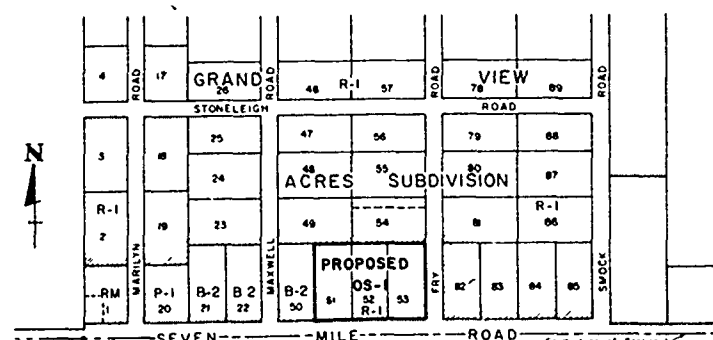 4 ROAD 17 ROAD ROAD ROAD
GRAND R-1 VIEW
26 46 57 78 89
STONELEIGH ROAD
25 47 56 79 88
3 18 24 48 55 80 87
N
ACRES SUBDIVISION
R-1 R-1
2 19 23 49 54 81 86
MARILYN MAXWELL FRY SMOCK
PROPOSED
OS-1
RM P-1 B-2 B-2 B-2 51 52 53 82 83 84 85
1 20 21 22 50 R-1
SEVEN MILE ROAD